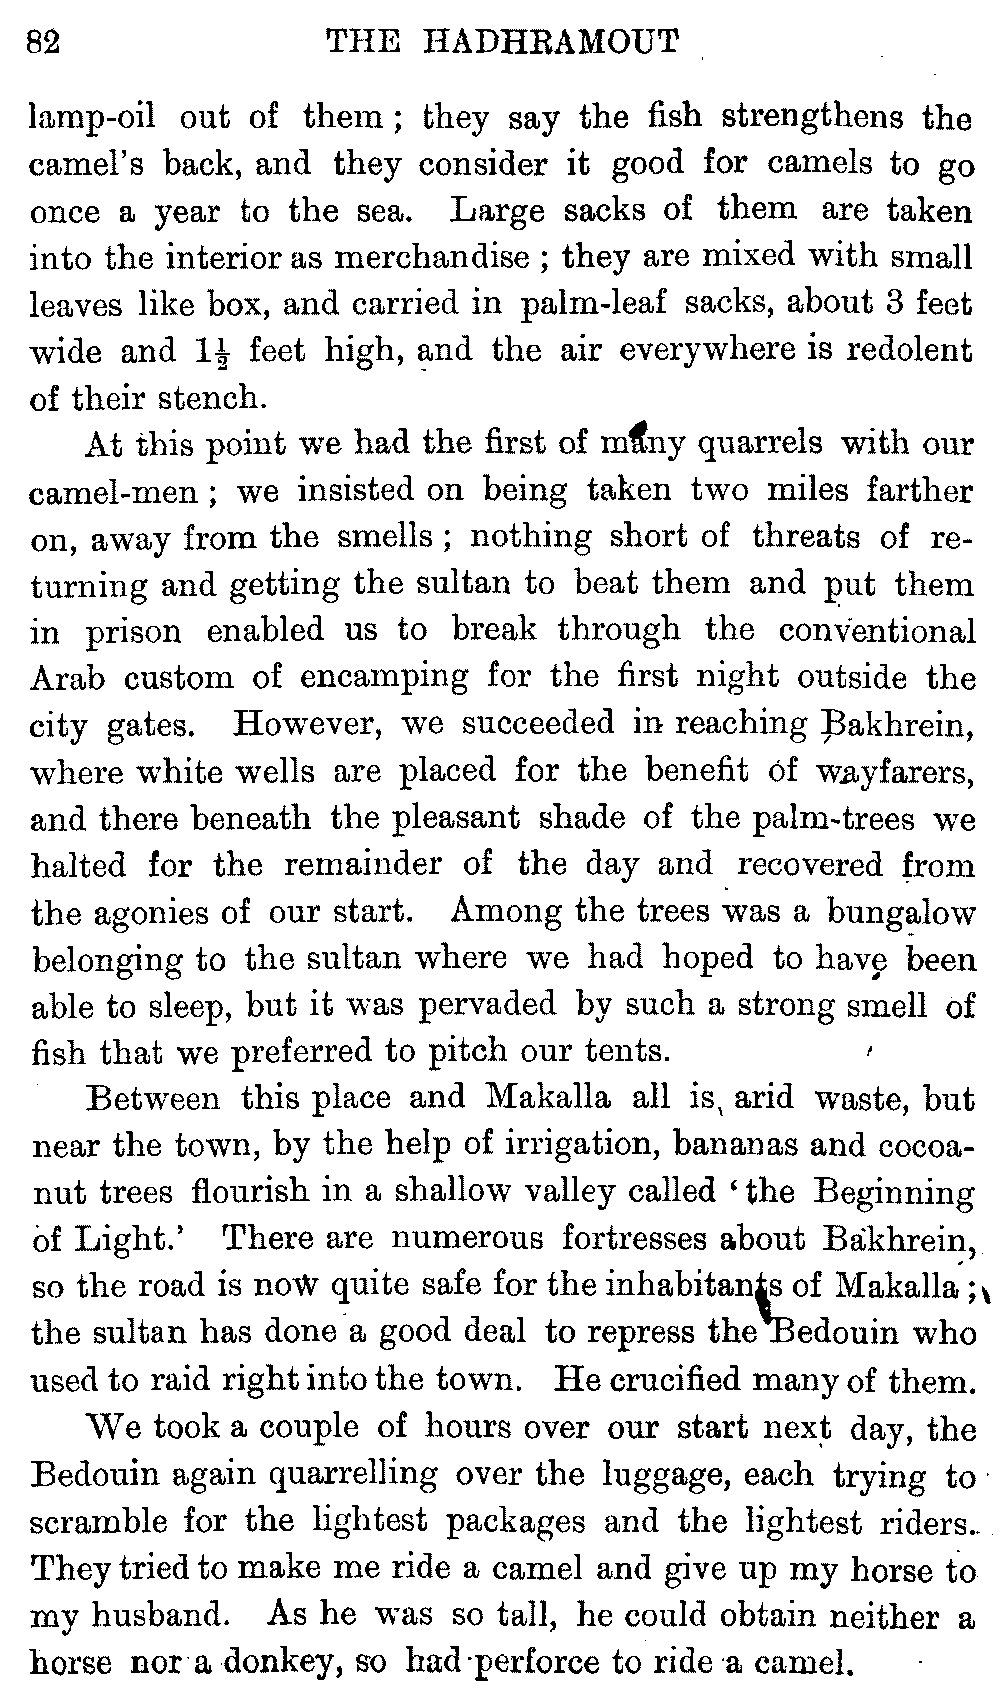 82 THE HADHRAMOUT
lamp-oil out of them ; they say the fish strengthens the
camel's back, and they consider it good for camels to go
once a year to the sea. Large sacks of them are taken
into the interior as merchandise ; they are mixed with small
leaves like box, and carried in palm-leaf sacks, about 3 feet
wide and 1½ feet high, and the air everywhere is redolent
of their stench.
At this point we had the first of many quarrels with our
camel-men ; we insisted on being taken two miles farther
on, away from the smells ; nothing short of threats of re-
turning and getting the sultan to beat them and put them
in prison enabled us to break through the conventional
Arab custom of encamping for the first night outside the
city gates. However, we succeeded in reaching Bakhrein,
where white wells are placed for the benefit of wayfarers,
and there beneath the pleasant shade of the palm-trees we
halted for the remainder of the day and recovered from
the agonies of our start. Among the trees was a bungalow
belonging to the sultan where we had hoped to have been
able to sleep, but it was pervaded by such a strong smell of
fish that we preferred to pitch our tents.
Between this place and Makalla all is, arid waste, but
near the town, by the help of irrigation, bananas and cocoa-
nut trees flourish in a shallow valley called ‘the Beginning
of Light.’ There are numerous fortresses about Bakhrein,
so the road is now quite safe for the inhabitants of Makalla ;
the sultan has done a good deal to repress the Bedouin who
used to raid right into the town. He crucified many of them.
We took a couple of hours over our start next day, the
Bedouin again quarrelling over the luggage, each trying to
scramble for the lightest packages and the lightest riders.
They tried to make me ride a camel and give up my horse to
my husband. As he was so tall, he could obtain neither a
horse nor a donkey, so had perforce to ride a camel.